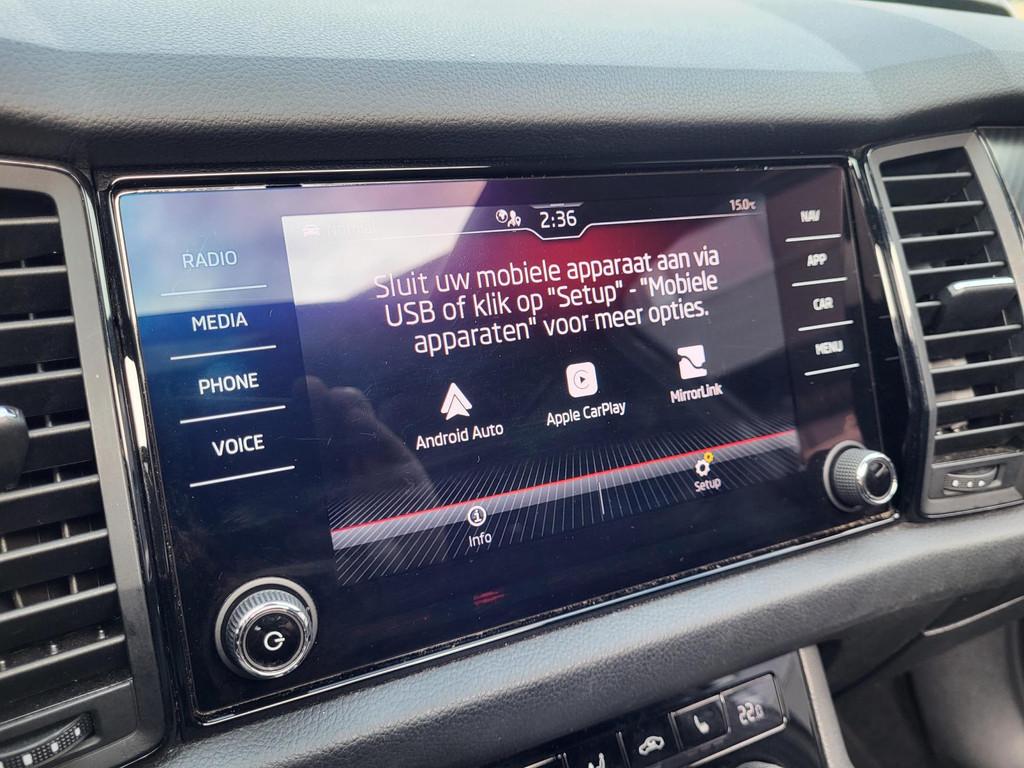 2:36
15.0°C
RADIO
MEDIA
PHONE
VOICE
Sluit uw mobiele apparaat aan via
USB of klik op "Setup" - "Mobiele
apparaten" voor meer opties.
Android Auto
Apple CarPlay
MirrorLink
Info
Setup
NAV
APP
CAR
MENU
22.0